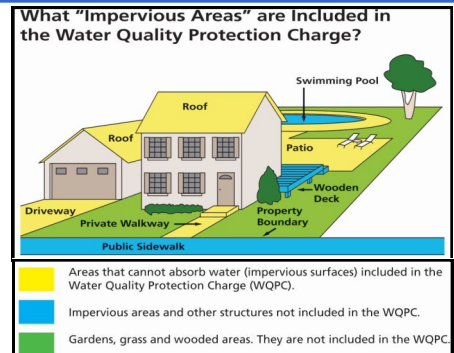 What “Impervious Areas” are Included in
the Water Quality Protection Charge?
Swimming Pool
Roof
Roof
Patio
Wooden
Deck
Driveway
Private Walkway
Property
Boundary
Public Sidewalk
Areas that cannot absorb water (impervious surfaces) included in the
Water Quality Protection Charge (WQPC).
Impervious areas and other structures not included in the WQPC.
Gardens, grass and wooded areas. They are not included in the WQPC.